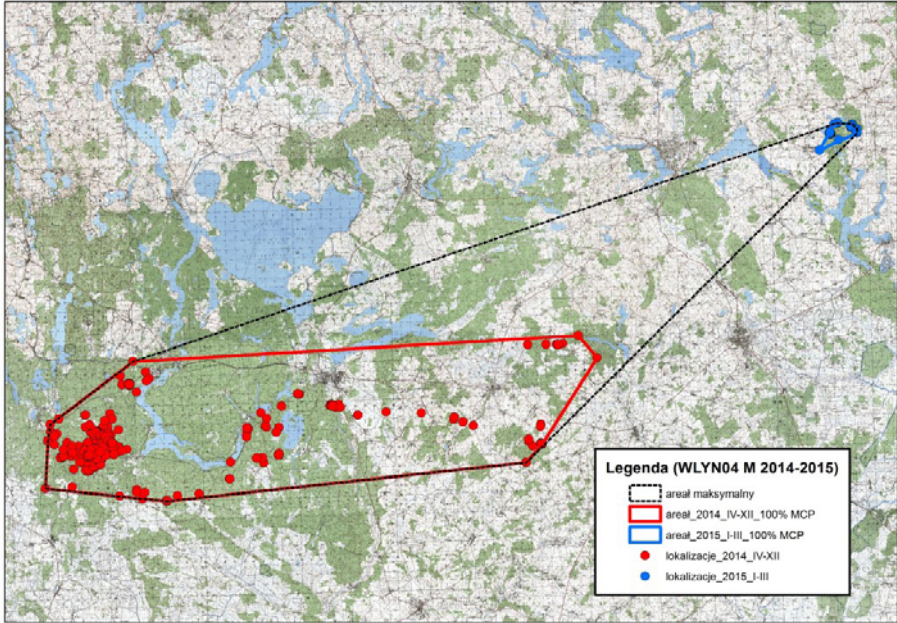 Legenda (WLYN04 M 2014-2015)
areał maksymalny
areał_2014_IV-XII_100% MCP
areał_2015_I-III_100% MCP
lokalizacje_2014_IV-XII
lokalizacje_2015_I-III